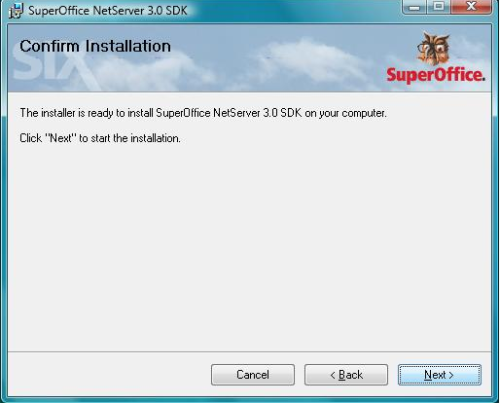 SuperOffice NetServer 3.0 SDK
Confirm Installation
SIX
SuperOffice.
The installer is ready to install SuperOffice NetServer 3.0 SDK on your computer.
Click "Next" to start the installation.
Cancel
< Back
Next >